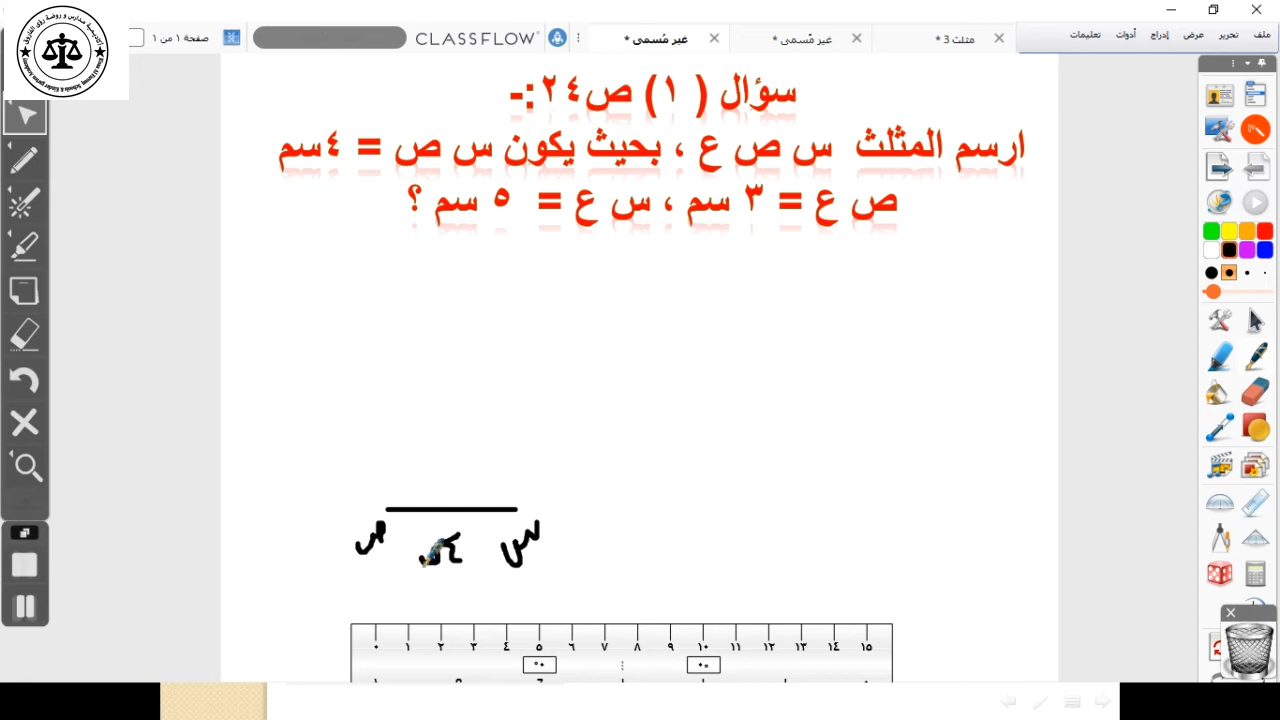 ملف
تحرير
عرض
إدراج
أدوات
تعليمات
مثلث 3 *
غير مُسمى *
غير مُسمى *
CLASSFLOW
صفحة ١ من ١
سؤال ( ١ ) ص٢٤:-
ارسم المثلث س ص ع ، بحيث يكون س ص = ٤سم
ص ع = ٣ سم ، س ع = ٥ سم ؟
ص
س
٠ ١ ٢ ٣ ٤ ٥ ٦ ٧ ٨ ٩ ١٠ ١١ ١٢ ١٣ ١٤ ١٥